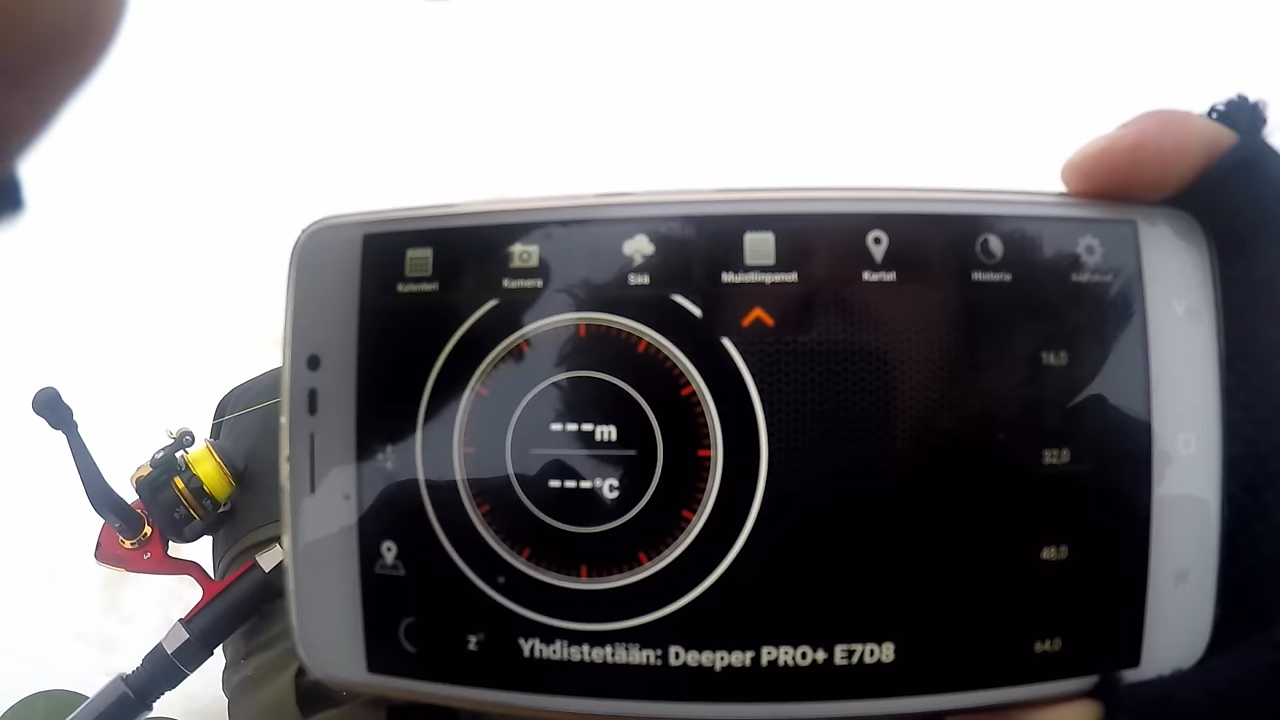 Kalenteri
Kamera
Sää
Muistiinpanot
Kartat
Historia
16,0
---m
32,0
---°C
48,0
64,0
Yhdistetään: Deeper PRO+ E7D8